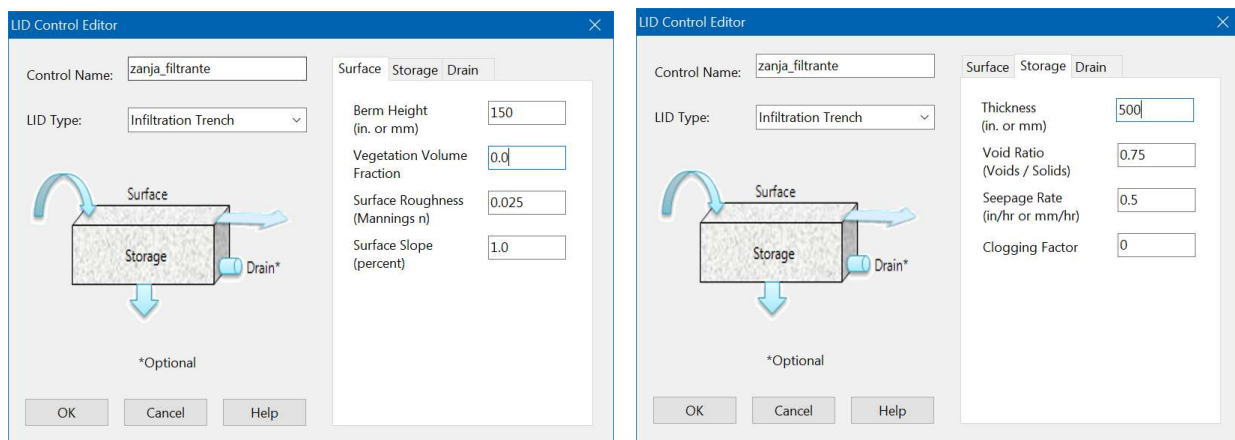 LID Control Editor
Control Name: zanja_filtrante
LID Type: Infiltration Trench
Surface
Storage
Drain*
*Optional
OK Cancel Help
Surface Storage Drain
Berm Height
(in. or mm)
150
Vegetation Volume
Fraction
0.0
Surface Roughness
(Mannings n)
0.025
Surface Slope
(percent)
1.0
LID Control Editor
Control Name: zanja_filtrante
LID Type: Infiltration Trench
Surface
Storage
Drain*
*Optional
OK Cancel Help
Surface Storage Drain
Thickness
(in. or mm)
500
Void Ratio
(Voids / Solids)
0.75
Seepage Rate
(in/hr or mm/hr)
0.5
Clogging Factor
0